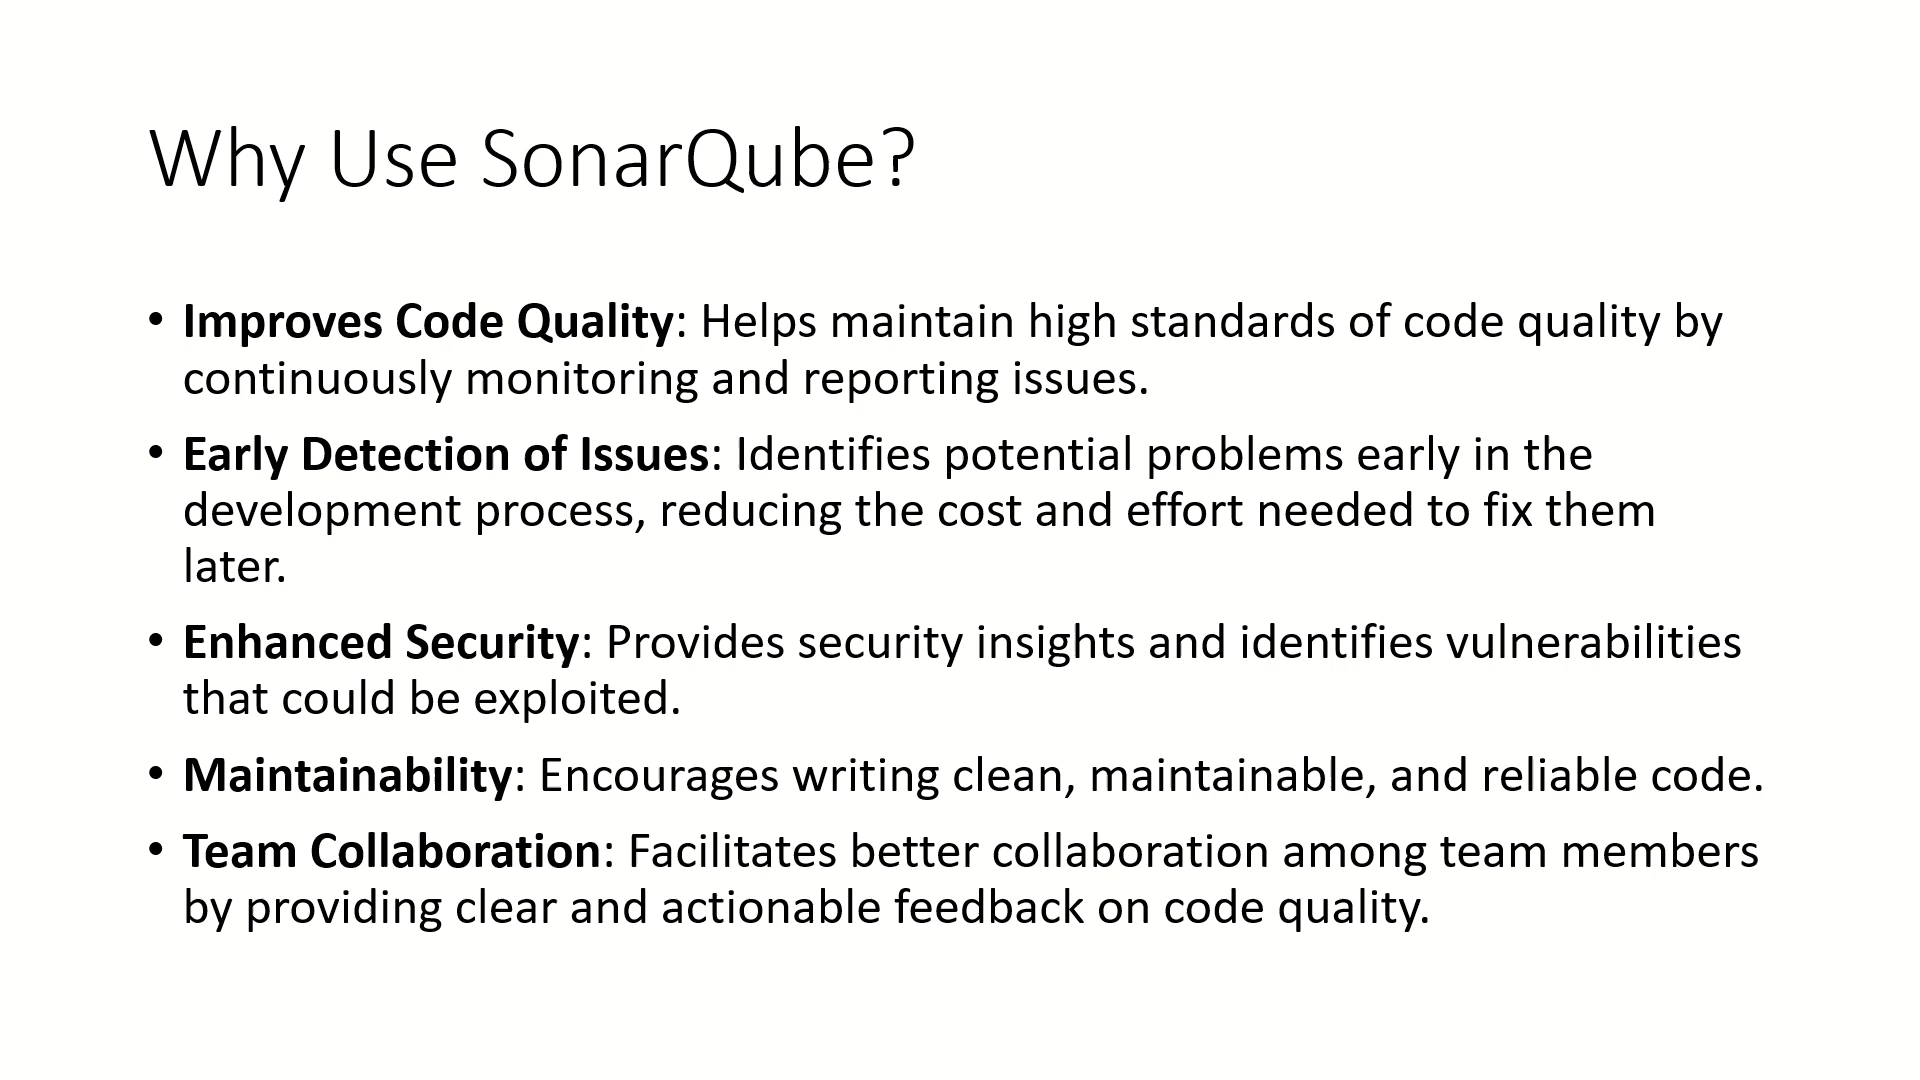 Why Use SonarQube?
• Improves Code Quality: Helps maintain high standards of code quality by
continuously monitoring and reporting issues.
• Early Detection of Issues: Identifies potential problems early in the
development process, reducing the cost and effort needed to fix them
later.
• Enhanced Security: Provides security insights and identifies vulnerabilities
that could be exploited.
• Maintainability: Encourages writing clean, maintainable, and reliable code.
• Team Collaboration: Facilitates better collaboration among team members
by providing clear and actionable feedback on code quality.